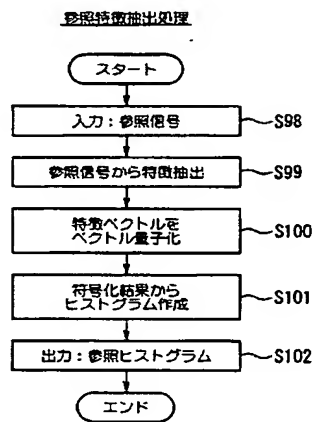 参照特徴抽出処理
スタート
入力：参照信号
S98
参照信号から特徴抽出
S99
特徴ベクトルを
ベクトル量子化
S100
符号化結果から
ヒストグラム作成
S101
出力：参照ヒストグラム
S102
エンド